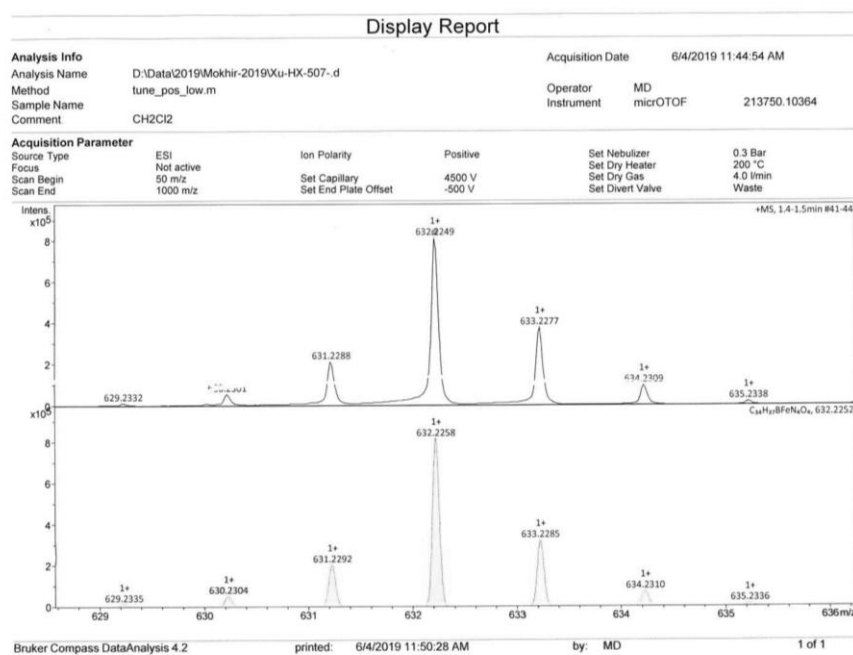 Display Report
Analysis Info
Acquisition Date 6/4/2019 11:44:54 AM
Analysis Name D:\Data\2019\Mokhir-2019\Xu-HX-507-.d
Method tune_pos_low.m
Operator MD
Sample Name
Instrument micrOTOF 213750.10364
Comment CH2Cl2
Acquisition Parameter
Source Type ESI Ion Polarity Positive Set Nebulizer 0.3 Bar
Focus Not active Set Dry Heater 200 °C
Scan Begin 50 m/z Set Capillary 4500 V Set Dry Gas 4.0 l/min
Scan End 1000 m/z Set End Plate Offset -500 V Set Divert Valve Waste
Intens.
x10⁵
+MS, 1.4-1.5min #41-44
1+
632.2249
8
6
4
1+
633.2277
631.2288
2
1+
634.2309
1+
635.2338
629.2332
0
x10⁵
C₃₄H₃₇BFeN₄O₄, 632.2252
1+
632.2258
8
6
4
1+
633.2285
1+
631.2292
2
1+
634.2310
1+
630.2304
1+
629.2335
1+
635.2336
0
629 630 631 632 633 634 635 636 m/z
Bruker Compass DataAnalysis 4.2 printed: 6/4/2019 11:50:28 AM by: MD 1 of 1